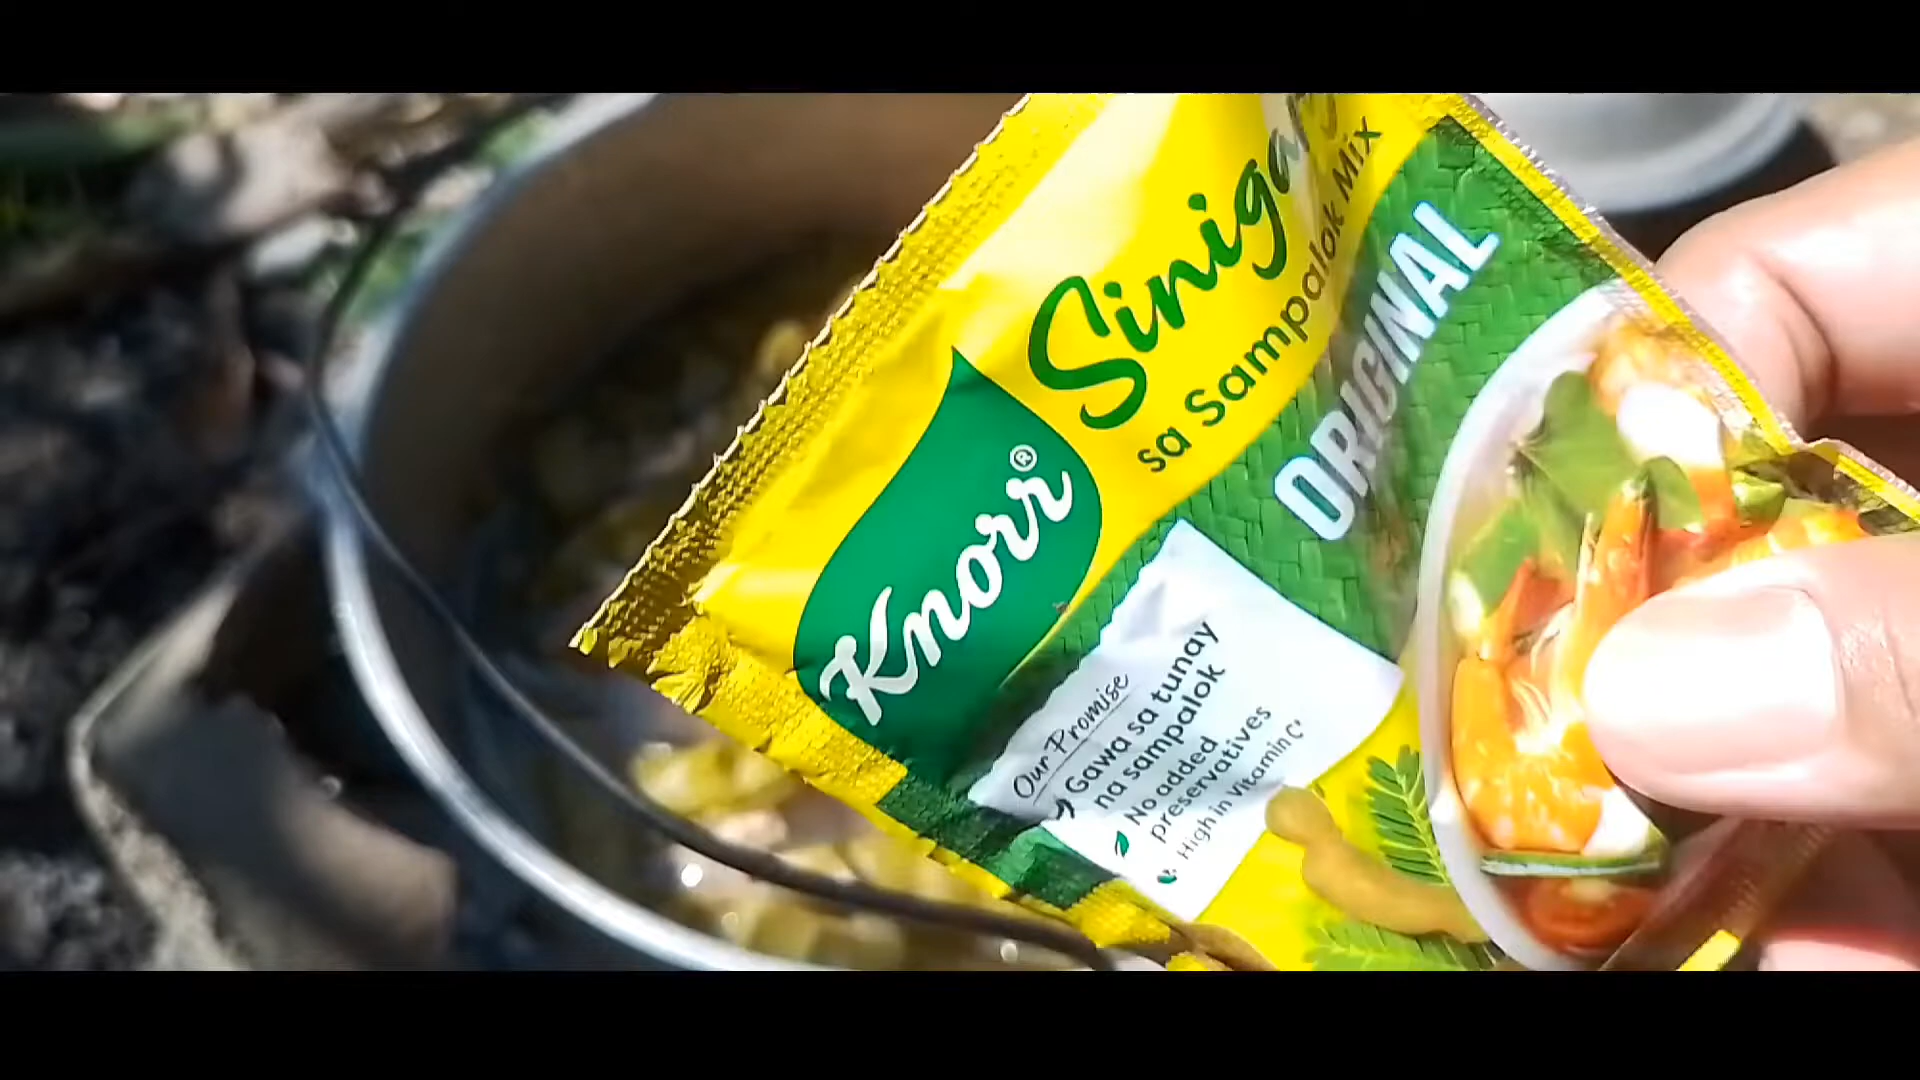 Knorr®
Sinigang
sa Sampalok Mix
ORIGINAL
Our Promise
Gawa sa tunay
na sampalok
No added
preservatives
High in Vitamin C*